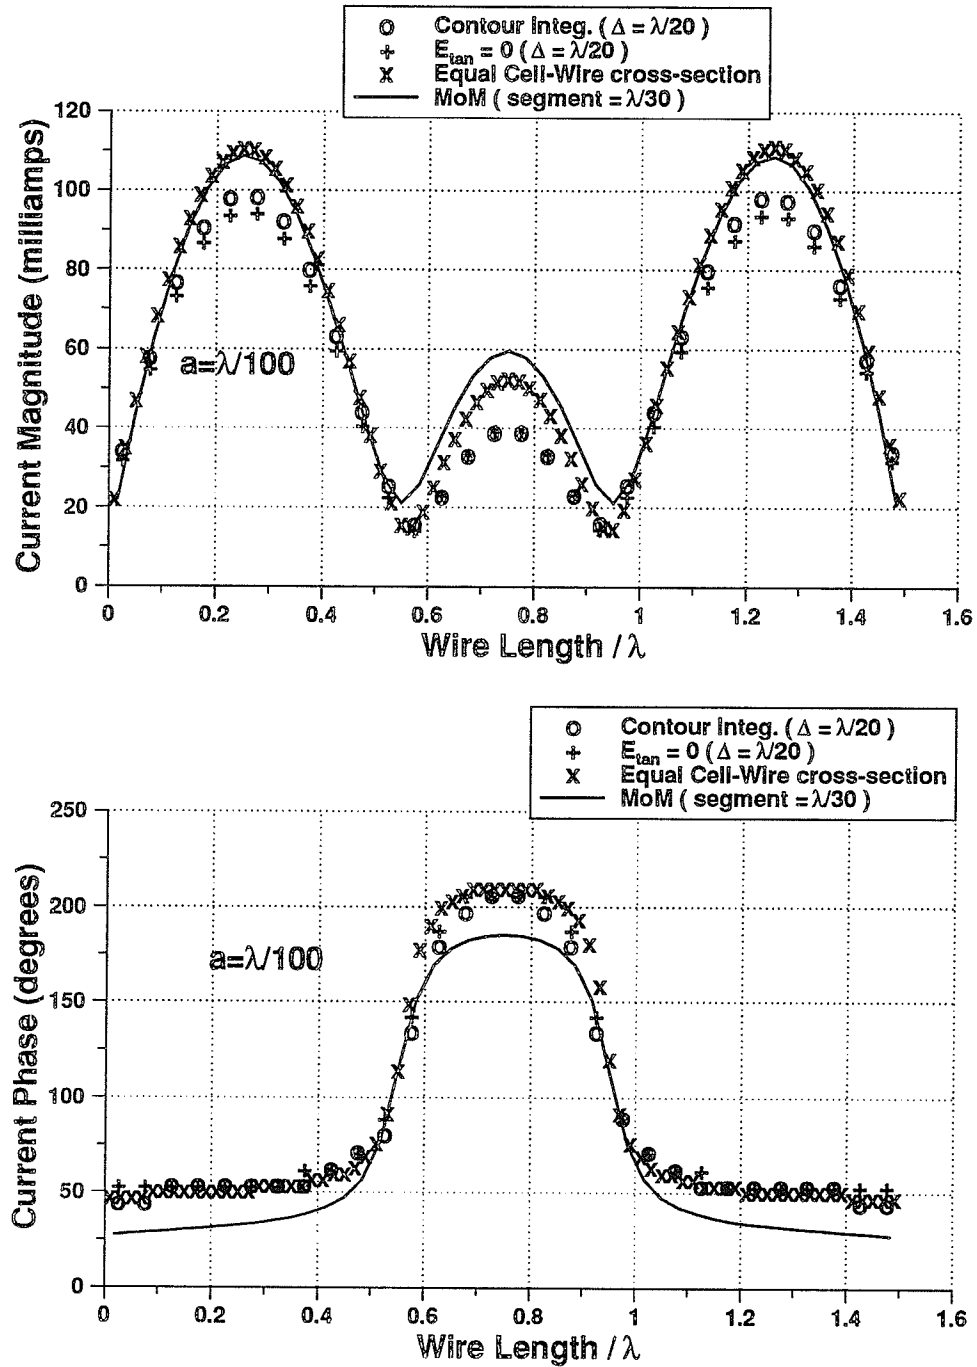 Contour Integ. ( Δ = λ/20 )
E_tan = 0 ( Δ = λ/20 )
Equal Cell-Wire cross-section
MoM ( segment = λ/30 )
120
100
80
60
40
20
0
Current Magnitude (milliamps)
a=λ/100
0 0.2 0.4 0.6 0.8 1 1.2 1.4 1.6
Wire Length / λ
Contour Integ. ( Δ = λ/20 )
E_tan = 0 ( Δ = λ/20 )
Equal Cell-Wire cross-section
MoM ( segment = λ/30 )
250
200
150
100
50
0
Current Phase (degrees)
a=λ/100
0 0.2 0.4 0.6 0.8 1 1.2 1.4 1.6
Wire Length / λ